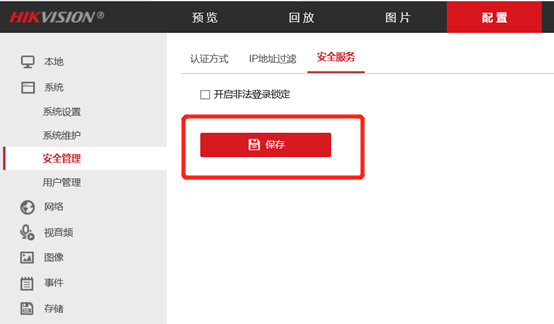 HIKVISION® 预览 回放 图片 配置
认证方式 IP地址过滤 安全服务
开启非法登录锁定
保存
本地
系统
系统设置
系统维护
安全管理
用户管理
网络
视音频
图像
事件
存储